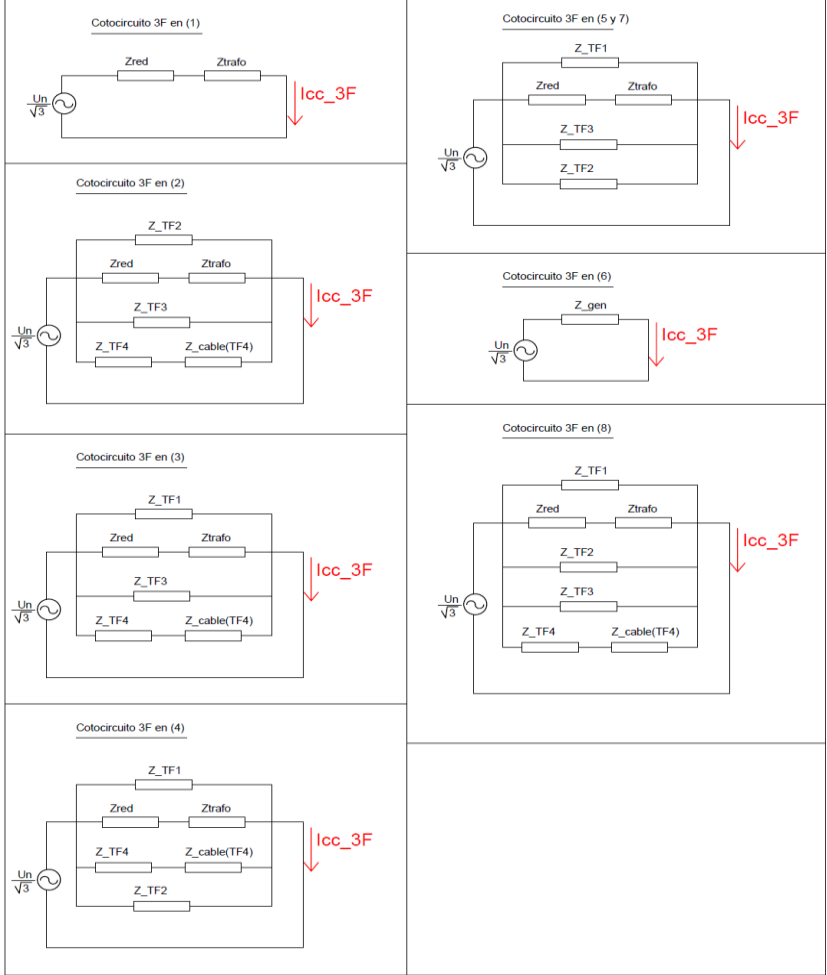 Cotocircuito 3F en (1)
Zred Ztrafo
Un
√3
Icc_3F
Cotocircuito 3F en (2)
Z_TF2
Zred Ztrafo
Z_TF3
Z_TF4 Z_cable(TF4)
Un
√3
Icc_3F
Cotocircuito 3F en (3)
Z_TF1
Zred Ztrafo
Z_TF3
Z_TF4 Z_cable(TF4)
Un
√3
Icc_3F
Cotocircuito 3F en (4)
Z_TF1
Zred Ztrafo
Z_TF4 Z_cable(TF4)
Z_TF2
Un
√3
Icc_3F
Cotocircuito 3F en (5 y 7)
Z_TF1
Zred Ztrafo
Z_TF3
Z_TF2
Un
√3
Icc_3F
Cotocircuito 3F en (6)
Z_gen
Un
√3
Icc_3F
Cotocircuito 3F en (8)
Z_TF1
Zred Ztrafo
Z_TF2
Z_TF3
Z_TF4 Z_cable(TF4)
Un
√3
Icc_3F